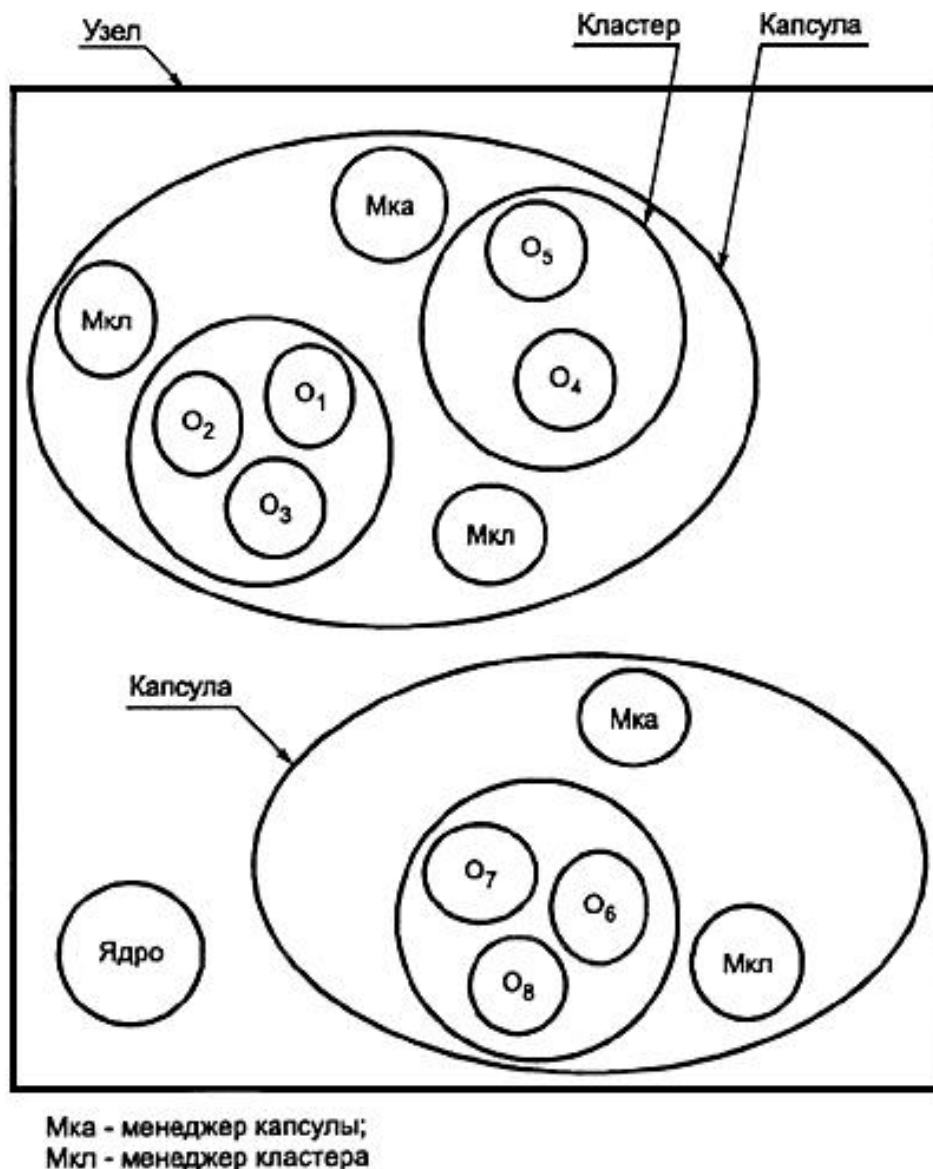 Узел
Кластер
Капсула
Мка
O5
Мкл
O4
O1
O2
O3
Мкл
Капсула
Мка
O7
O6
Ядро
Мкл
O8
Мка - менеджер капсулы;
Мкл - менеджер кластера